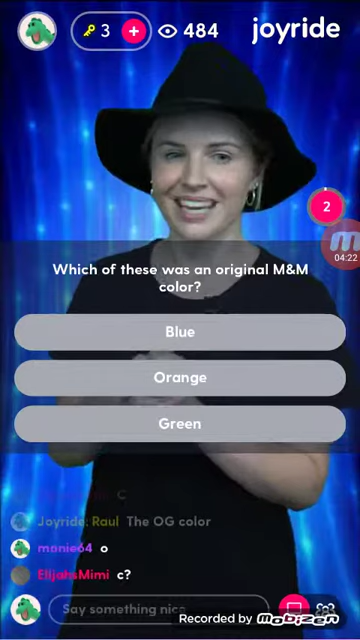 3 + 484 joyride
2
04:22
Which of these was an original M&M
color?
Blue
Orange
Green
C
Joyride: Raul The OG color
mnnie64 o
ElijahsMimi c?
Say something nice
Recorded by Mobizen